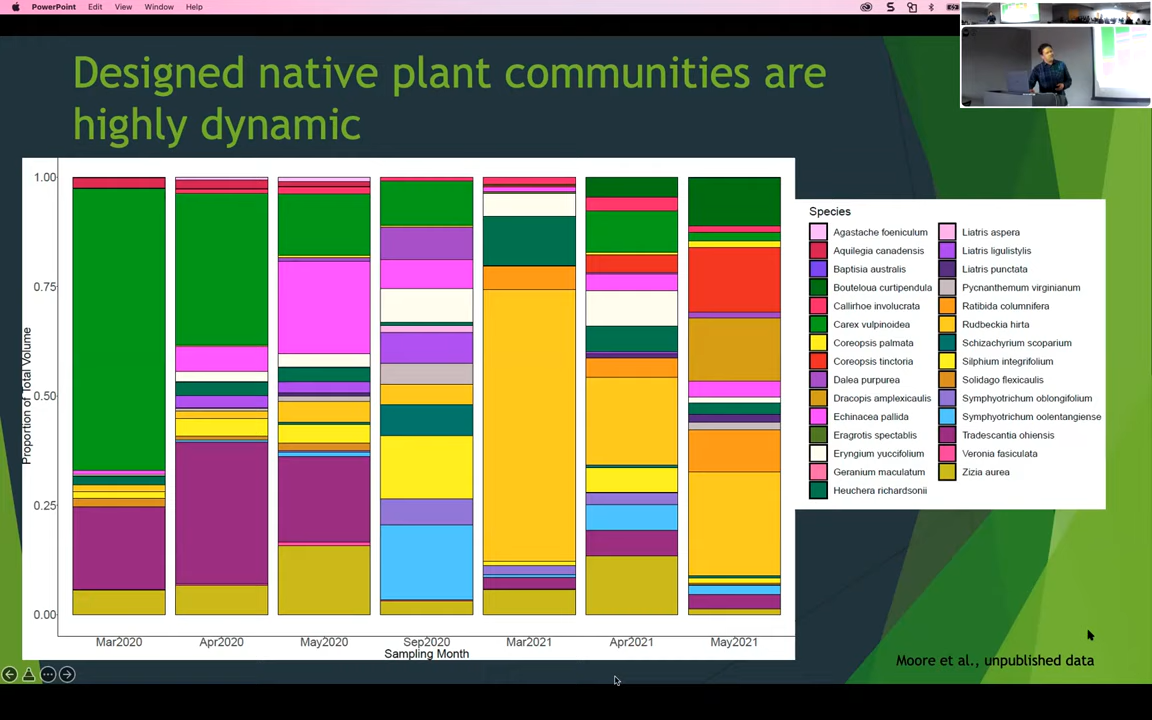 PowerPoint Edit View Window Help
Designed native plant communities are
highly dynamic
Proportion of Total Volume
1.00
0.75
0.50
0.25
0.00
Mar2020 Apr2020 May2020 Sep2020 Mar2021 Apr2021 May2021
Sampling Month
Species
Agastache foeniculum
Aquilegia canadensis
Baptisia australis
Bouteloua curtipendula
Callirhoe involucrata
Carex vulpinoidea
Coreopsis palmata
Coreopsis tinctoria
Dalea purpurea
Dracopis amplexicaulis
Echinacea pallida
Eragrotis spectablis
Eryngium yuccifolium
Geranium maculatum
Heuchera richardsonii
Liatris aspera
Liatris ligulistylis
Liatris punctata
Pycnanthemum virginianum
Ratibida columnifera
Rudbeckia hirta
Schizachyrium scoparium
Silphium integrifolium
Solidago flexicaulis
Symphyotrichum oblongifolium
Symphyotrichum oolentangiense
Tradescantia ohiensis
Veronia fasiculata
Zizia aurea
Moore et al., unpublished data